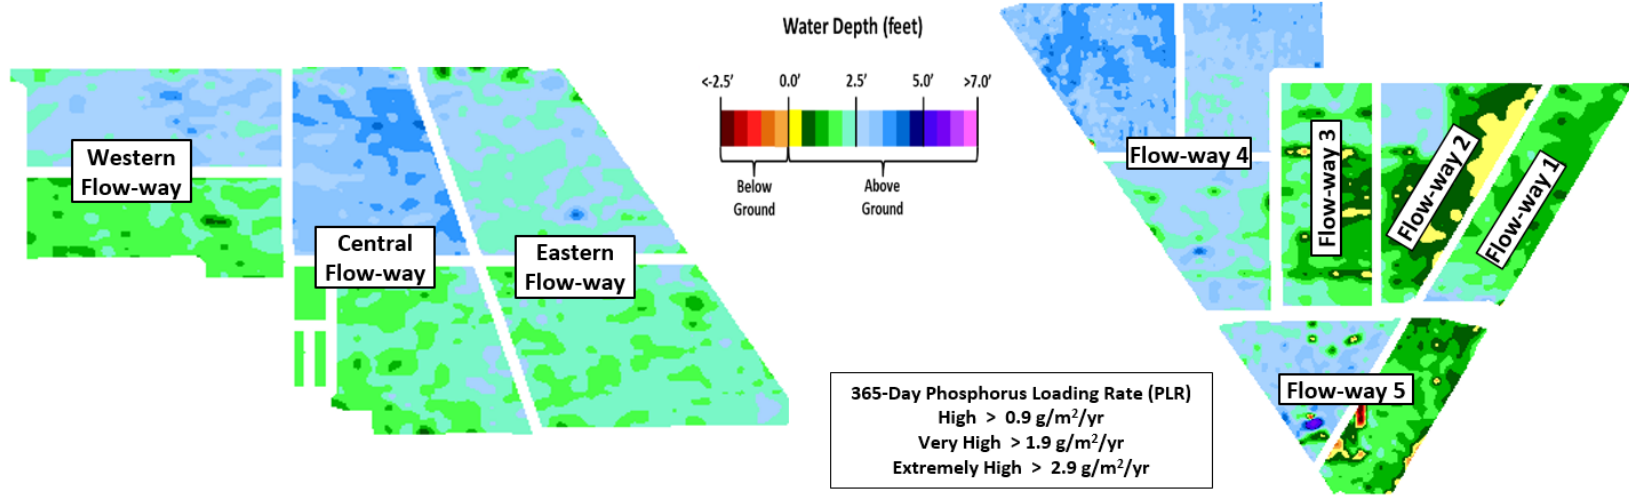 Water Depth (feet)
<-2.5' 0.0' 2.5' 5.0' >7.0'
Below
Ground
Above
Ground
Western
Flow-way
Central
Flow-way
Eastern
Flow-way
Flow-way 4
Flow-way 3
Flow-way 2
Flow-way 1
Flow-way 5
365-Day Phosphorus Loading Rate (PLR)
High > 0.9 g/m²/yr
Very High > 1.9 g/m²/yr
Extremely High > 2.9 g/m²/yr